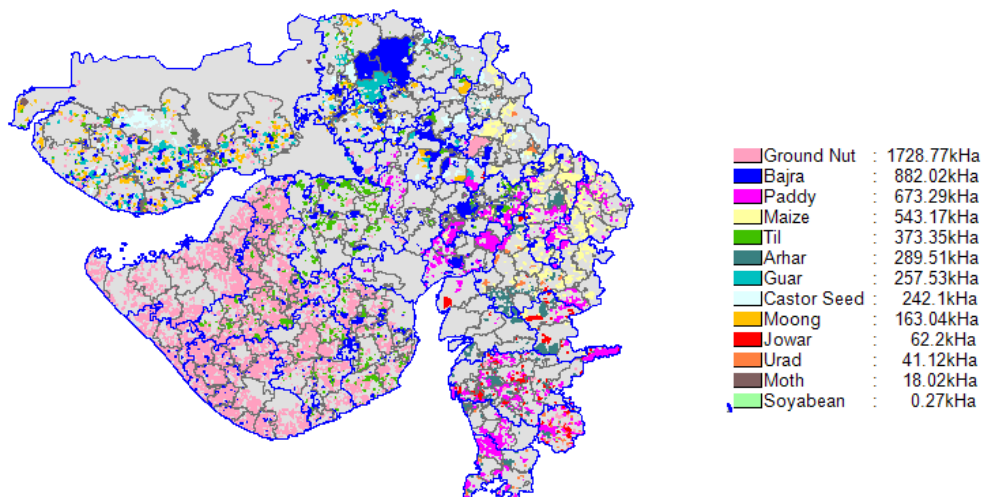 Ground Nut : 1728.77kHa
Bajra : 882.02kHa
Paddy : 673.29kHa
Maize : 543.17kHa
Til : 373.35kHa
Arhar : 289.51kHa
Guar : 257.53kHa
Castor Seed : 242.1kHa
Moong : 163.04kHa
Jowar : 62.2kHa
Urad : 41.12kHa
Moth : 18.02kHa
Soyabean : 0.27kHa